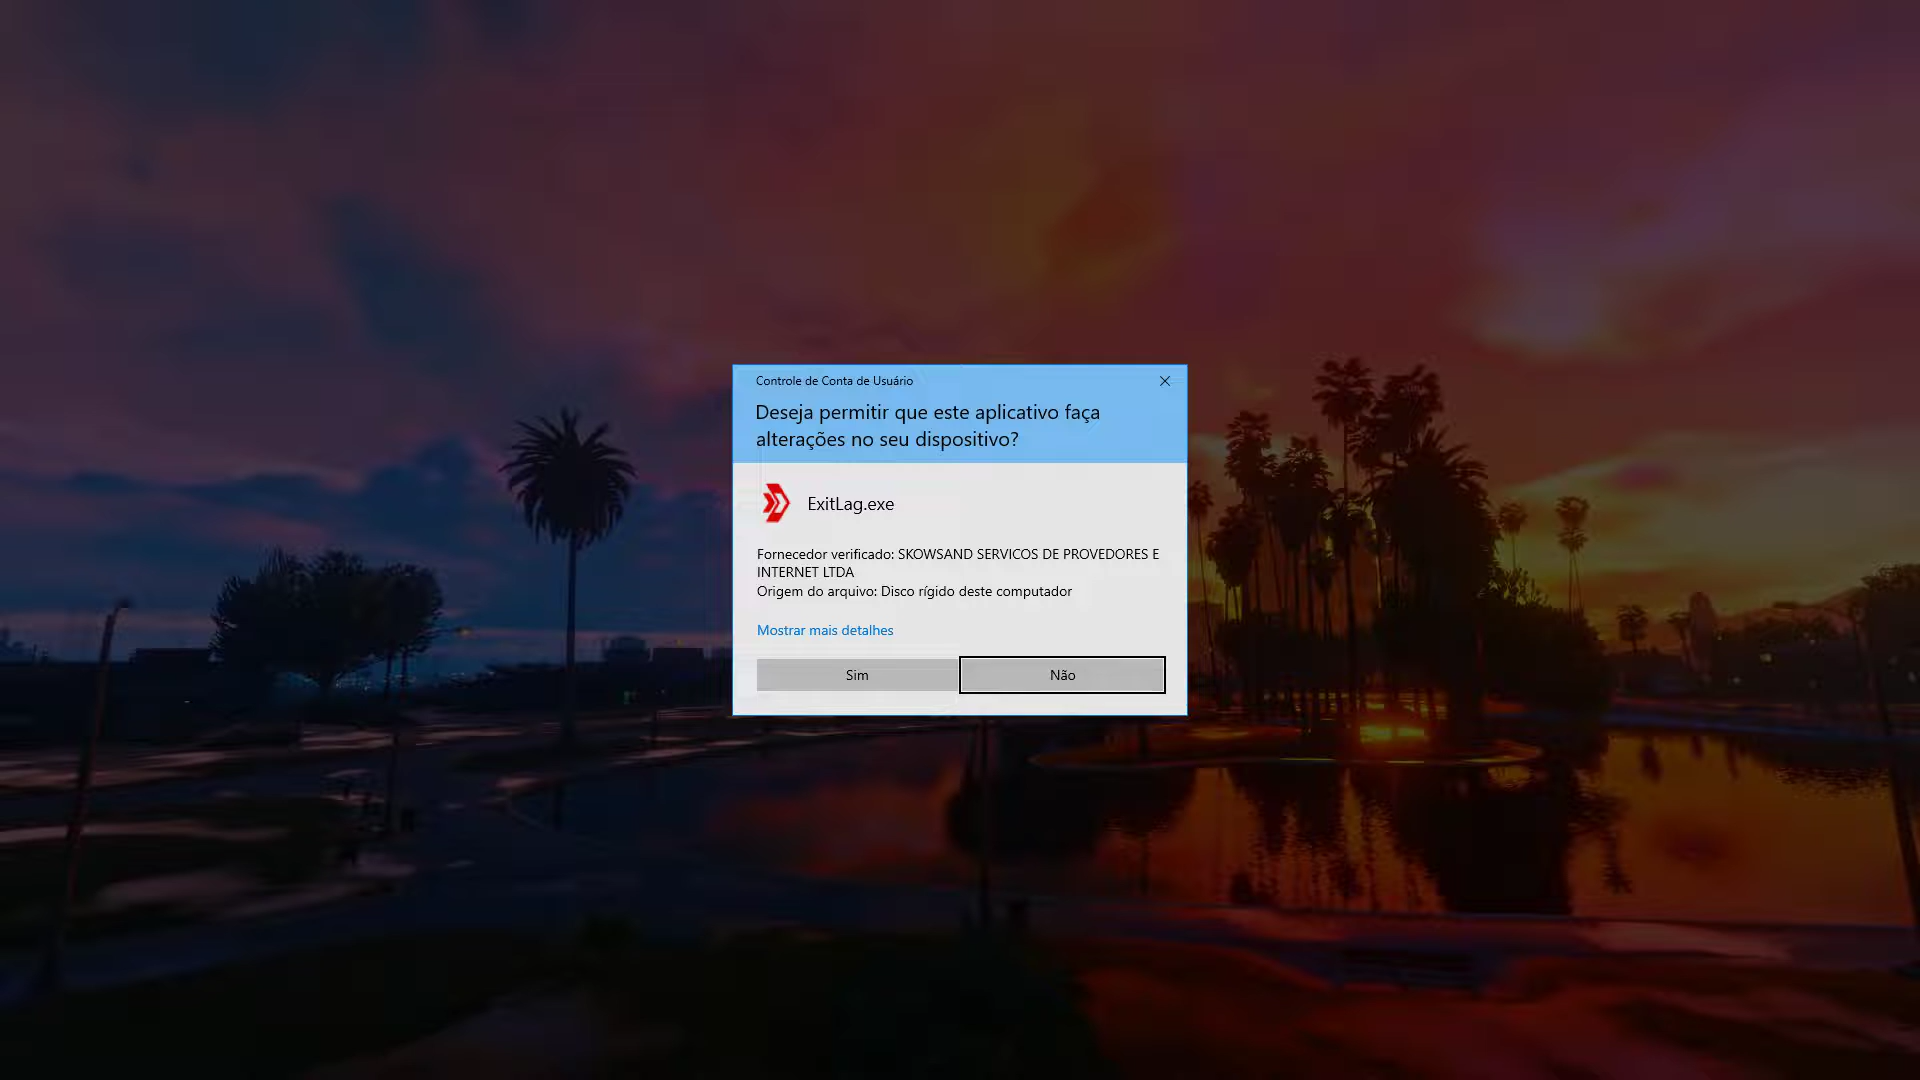 Controle de Conta de Usuário
Deseja permitir que este aplicativo faça
alterações no seu dispositivo?
ExitLag.exe
Fornecedor verificado: SKOWSAND SERVICOS DE PROVEDORES E
INTERNET LTDA
Origem do arquivo: Disco rígido deste computador
Mostrar mais detalhes
Sim
Não